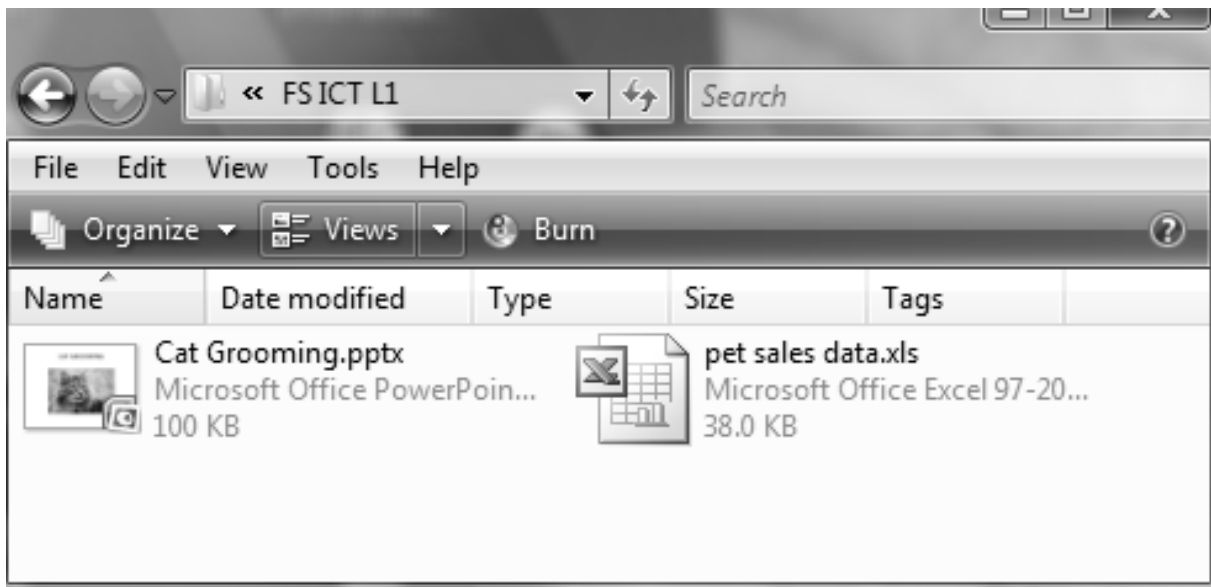 « FS ICT L1 Search
File Edit View Tools Help
Organize Views Burn ?
Name Date modified Type Size Tags
Cat Grooming.pptx
Microsoft Office PowerPoin...
100 KB
pet sales data.xls
Microsoft Office Excel 97-20...
38.0 KB